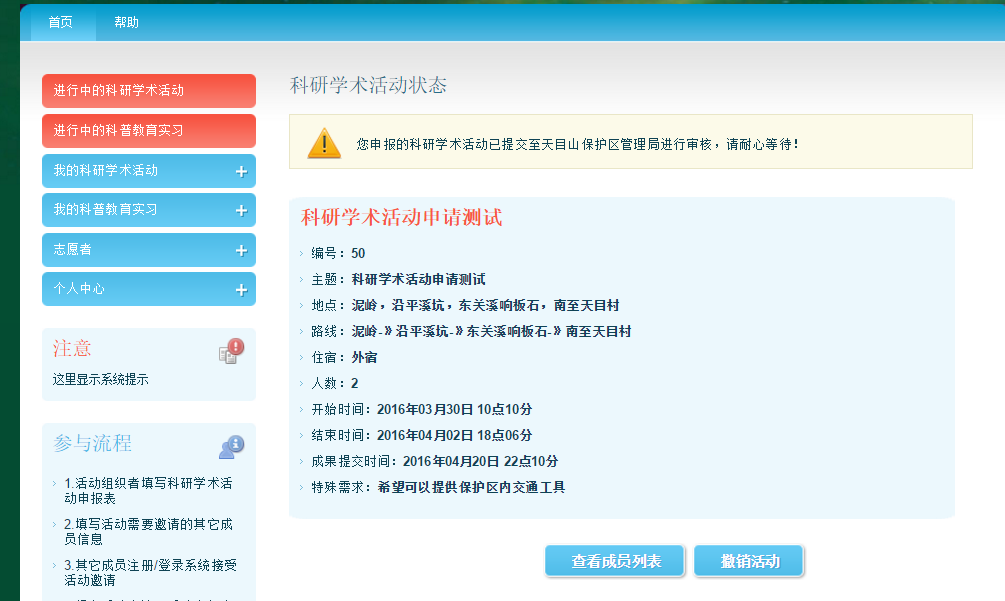 首页
帮助
进行中的科研学术活动
进行中的科普教育实习
我的科研学术活动
我的科普教育实习
志愿者
个人中心
注意
这里显示系统提示
参与流程
1.活动组织者填写科研学术活
动申报表
2.填写活动需要邀请的其它成
员信息
3.其它成员注册/登录系统接受
活动邀请
科研学术活动状态
您申报的科研学术活动已提交至天目山保护区管理局进行审核，请耐心等待！
科研学术活动申请测试
编号：50
主题：科研学术活动申请测试
地点：泥岭，沿平溪坑，东关溪响板石，南至天目村
路线：泥岭-》沿平溪坑-》东关溪响板石-》南至天目村
住宿：外宿
人数：2
开始时间：2016年03月30日 10点10分
结束时间：2016年04月02日 18点06分
成果提交时间：2016年04月20日 22点10分
特殊需求：希望可以提供保护区内交通工具
查看成员列表
撤销活动